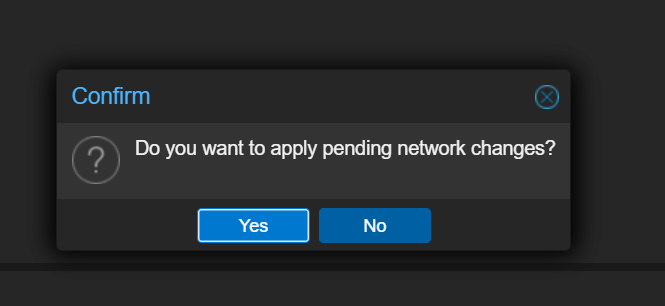 Confirm
Do you want to apply pending network changes?
Yes
No